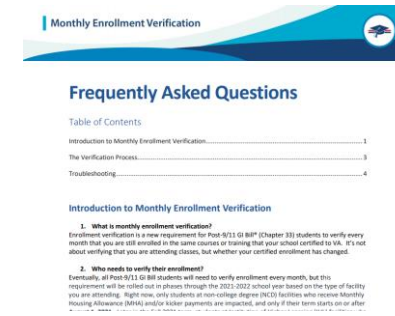 Monthly Enrollment Verification
Frequently Asked Questions
Table of Contents
Introduction to Monthly Enrollment Verification 1
The Verification Process 3
Troubleshooting 4
Introduction to Monthly Enrollment Verification
1. What is monthly enrollment verification?
Enrollment verification is a new requirement for Post-9/11 GI Bill® (Chapter 33) students to verify every
month that you are still enrolled in the same courses or training that your school certified to VA. It's not
about verifying that you are attending classes, but whether your certified enrollment has changed.
2. Who needs to verify their enrollment?
Eventually, all Post-9/11 GI Bill students will need to verify enrollment every month, but this
requirement will be rolled out in phases through the 2021-2022 school year based on the type of facility
you are attending. Right now, only students at non-college degree (NCD) facilities who receive Monthly
Housing Allowance (MHA) and/or kicker payments are impacted, and only if their term starts on or after